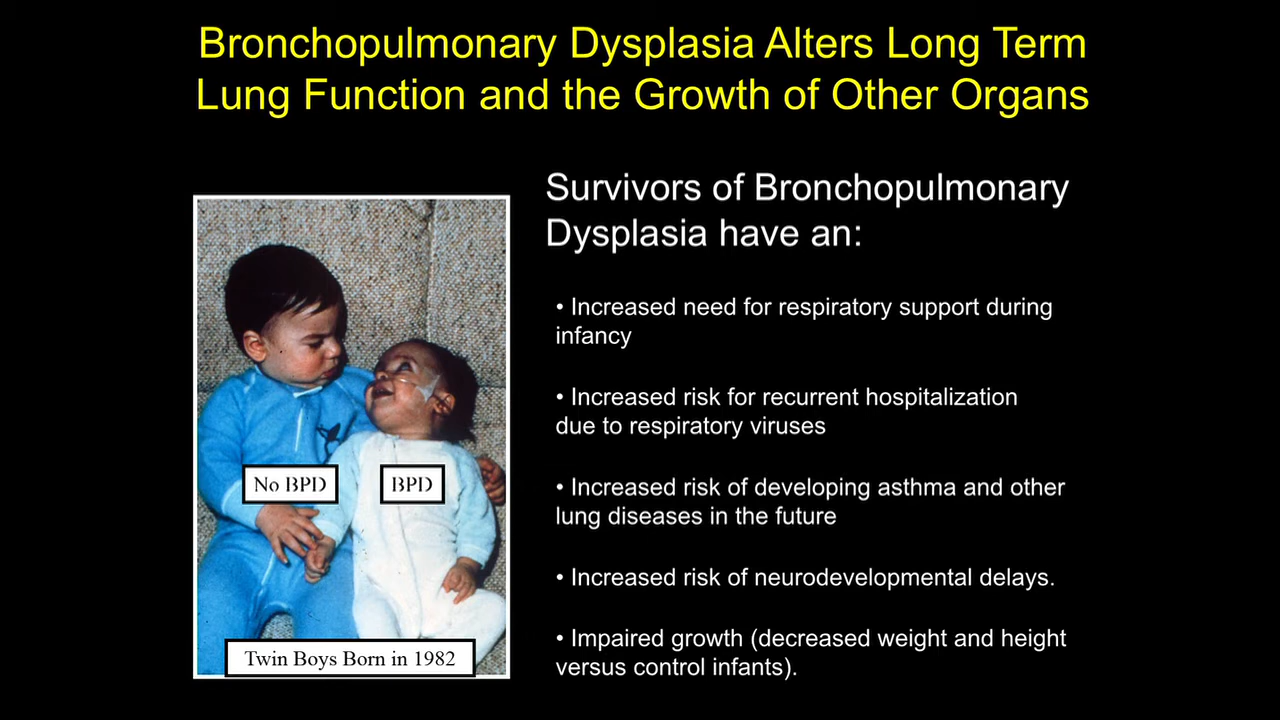 Bronchopulmonary Dysplasia Alters Long Term
Lung Function and the Growth of Other Organs
Survivors of Bronchopulmonary
Dysplasia have an:
• Increased need for respiratory support during
infancy
• Increased risk for recurrent hospitalization
due to respiratory viruses
• Increased risk of developing asthma and other
lung diseases in the future
• Increased risk of neurodevelopmental delays.
• Impaired growth (decreased weight and height
versus control infants).
No BPD
BPD
Twin Boys Born in 1982